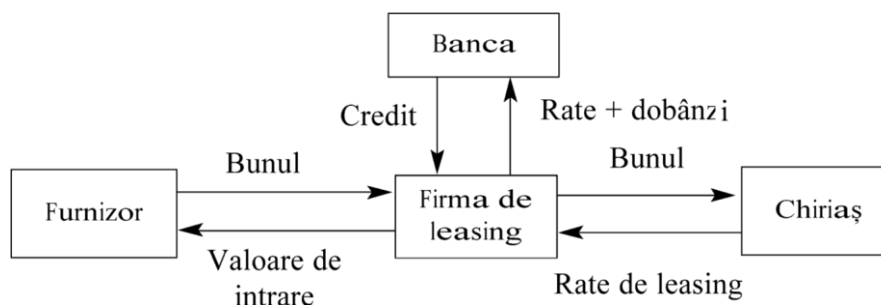 Banca
Credit
Rate + dobânzi
Bunul
Bunul
Furnizor
Firma de
leasing
Chiriaș
Valoare de
intrare
Rate de leasing